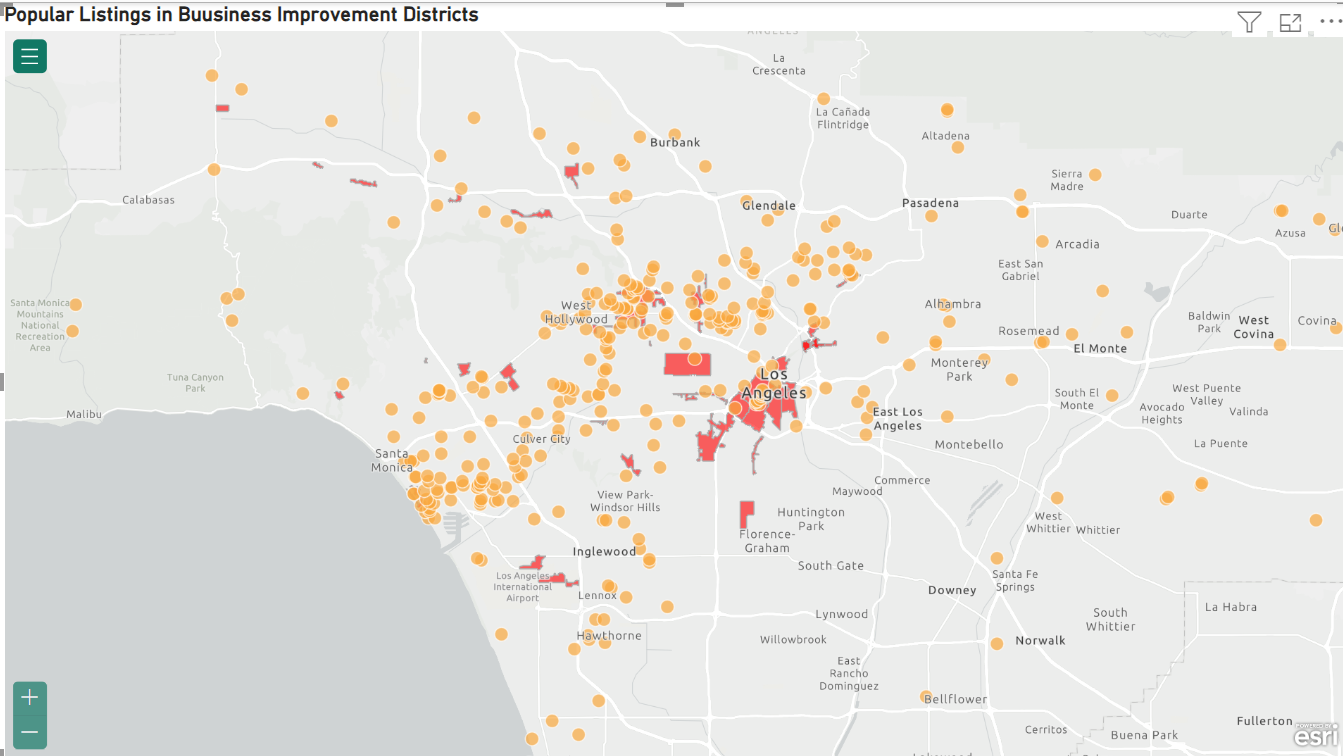 Popular Listings in Buusiness Improvement Districts
ANGELES
La
Crescenta
La Cañada
Flintridge
Altadena
Burbank
Sierra
Madre
Calabasas
Glendale
Pasadena
Duarte
Azusa
Arcadia
East San
Gabriel
Santa Monica
Mountains
National
Recreation
Area
West
Hollywood
Alhambra
Rosemead
El Monte
Baldwin
Park
West
Covina
Covina
Monterey
Park
Tuna Canyon
Park
Los
Angeles
South El
Monte
West Puente
Valley
Avocado
Heights
Valinda
Malibu
East Los
Angeles
Culver City
Montebello
La Puente
Santa
Monica
Commerce
Maywood
View Park-
Windsor Hills
Huntington
Park
West
Whittier
Whittier
Florence-
Graham
Inglewood
South Gate
Los Angeles
International
Airport
Lennox
Downey
Santa Fe
Springs
Lynwood
South
Whittier
La Habra
Hawthorne
Willowbrook
Norwalk
East
Rancho
Dominguez
Bellflower
Cerritos
Buena Park
Fullerton
Lakewood
POWERED BY
esri